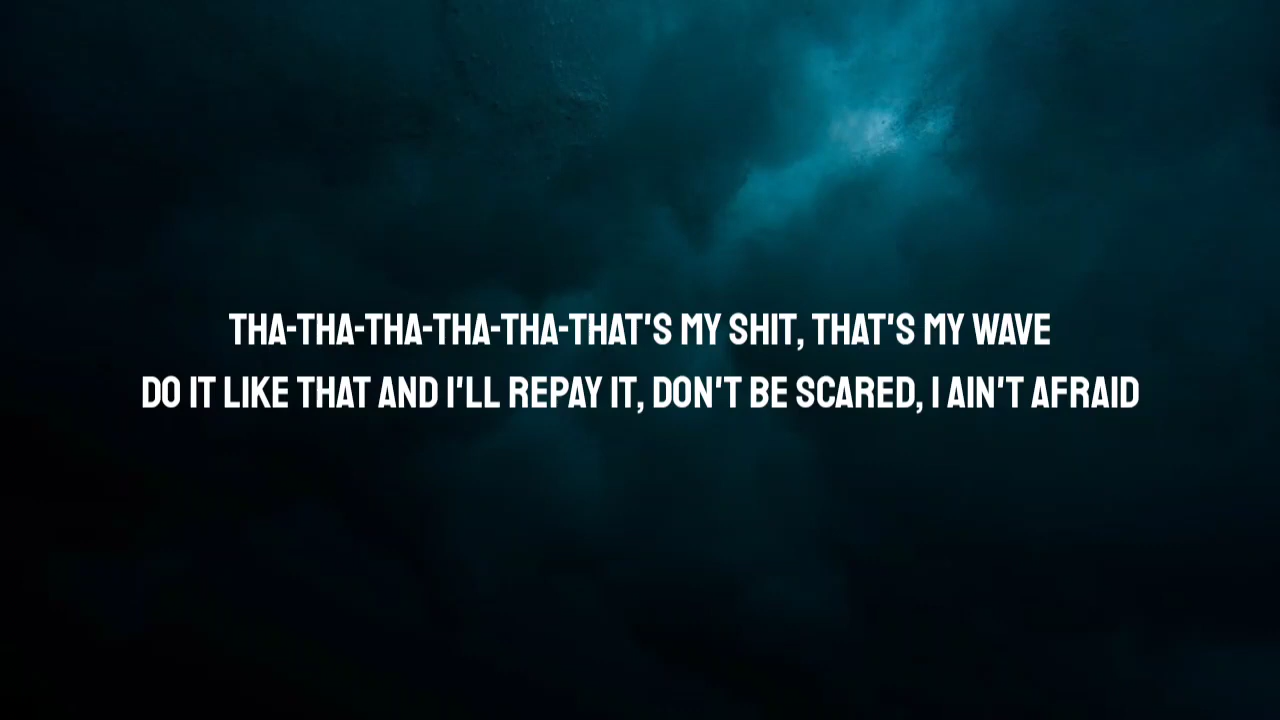 THA-THA-THA-THA-THA-THAT'S MY SHIT, THAT'S MY WAVE
DO IT LIKE THAT AND I'LL REPAY IT, DON'T BE SCARED, I AIN'T AFRAID